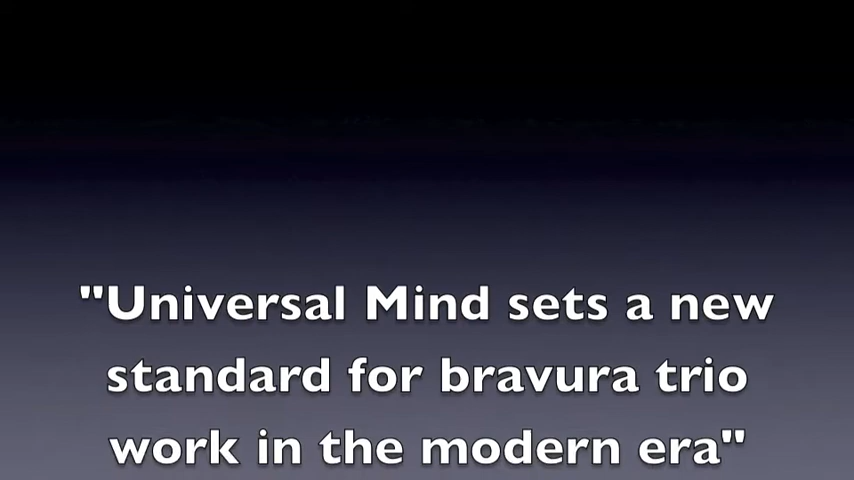 "Universal Mind sets a new
standard for bravura trio
work in the modern era"